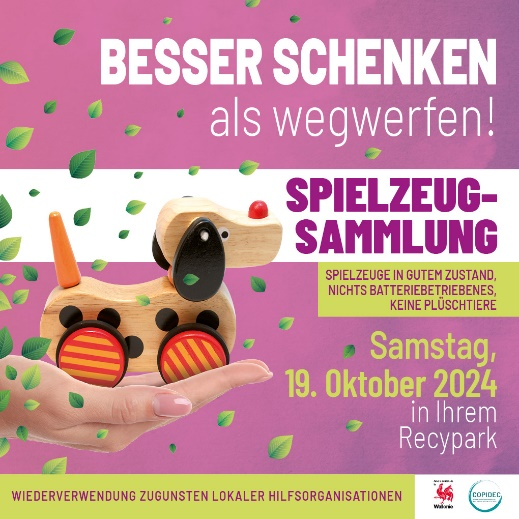 BESSER SCHENKEN
als wegwerfen!
SPIELZEUG-
SAMMLUNG
SPIELZEUGE IN GUTEM ZUSTAND,
NICHTS BATTERIEBETRIEBENES,
KEINE PLÜSCHTIERE
Samstag,
19. Oktober 2024
in Ihrem
Recypark
WIEDERVERWENDUNG ZUGUNSTEN LOKALER HILFSORGANISATIONEN
Wallonie
COPIDEC